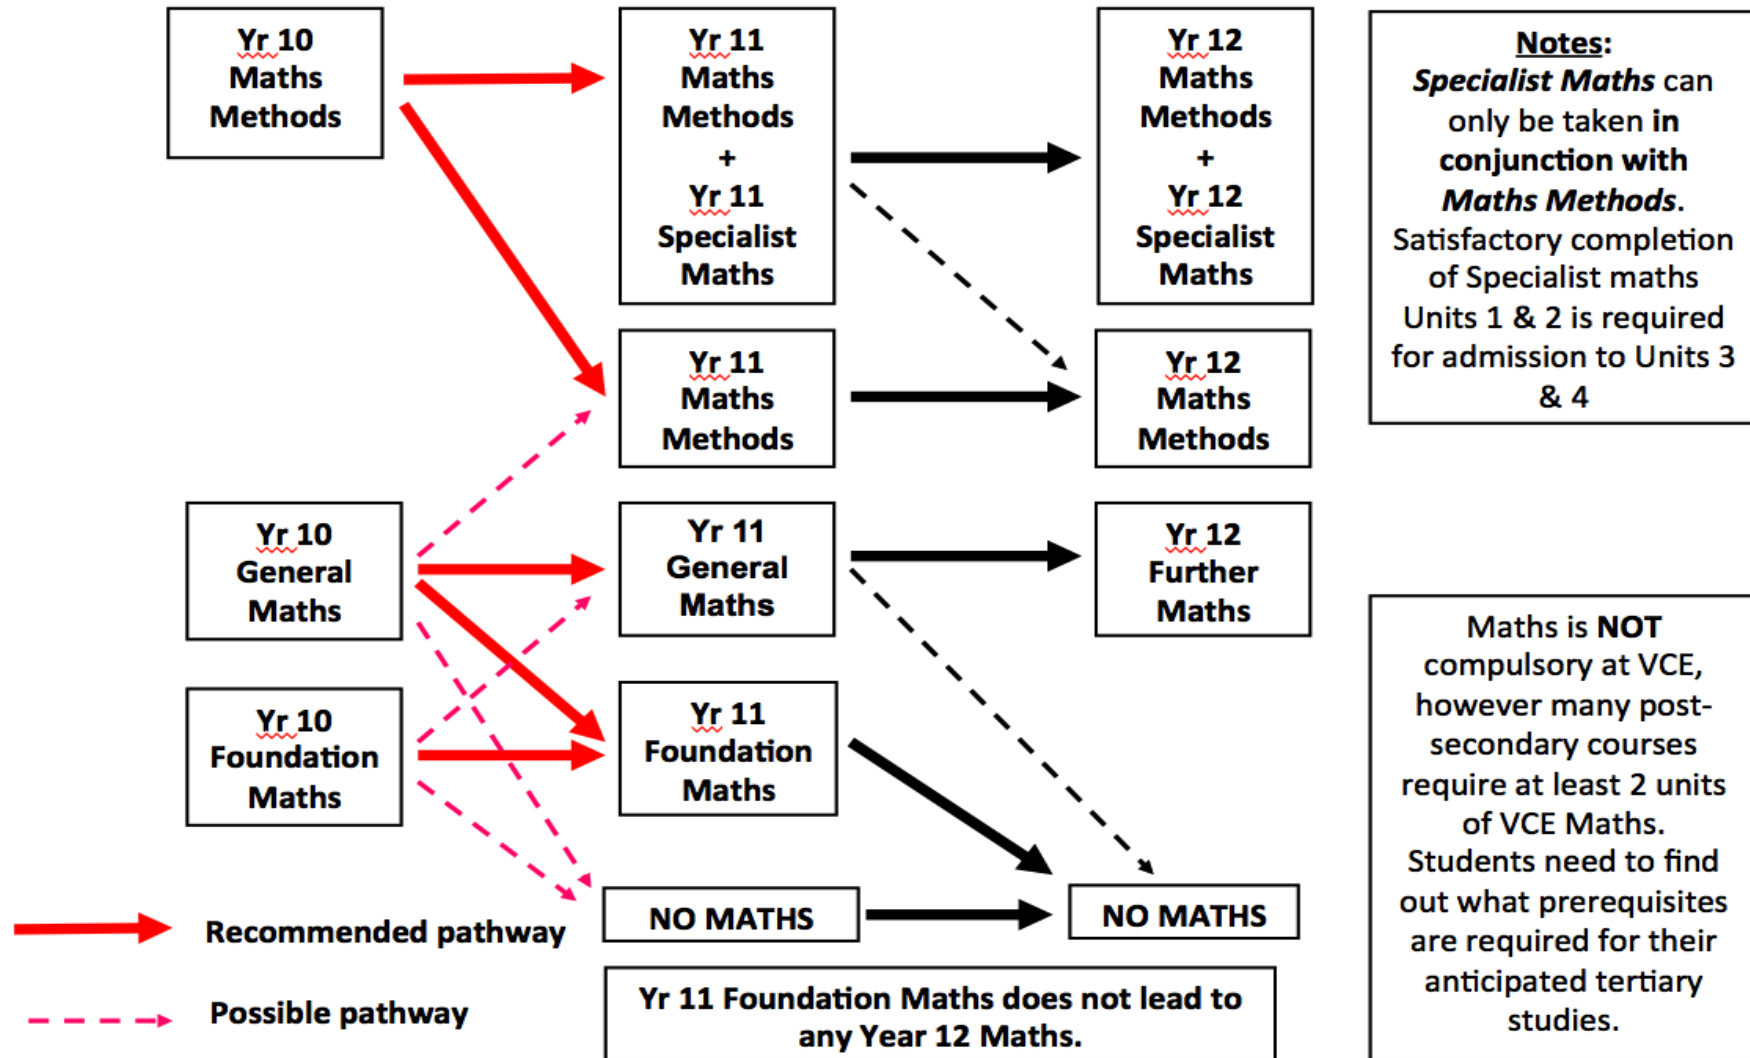 Yr 10
Maths
Methods
Yr 11
Maths
Methods
+
Yr 11
Specialist
Maths
Yr 12
Maths
Methods
+
Yr 12
Specialist
Maths
Notes:
Specialist Maths can
only be taken in
conjunction with
Maths Methods.
Satisfactory completion
of Specialist maths
Units 1 & 2 is required
for admission to Units 3
& 4
Yr 11
Maths
Methods
Yr 12
Maths
Methods
Yr 10
General
Maths
Yr 11
General
Maths
Yr 12
Further
Maths
Yr 10
Foundation
Maths
Yr 11
Foundation
Maths
Maths is NOT
compulsory at VCE,
however many post-
secondary courses
require at least 2 units
of VCE Maths.
Students need to find
out what prerequisites
are required for their
anticipated tertiary
studies.
NO MATHS
NO MATHS
Recommended pathway
Possible pathway
Yr 11 Foundation Maths does not lead to
any Year 12 Maths.